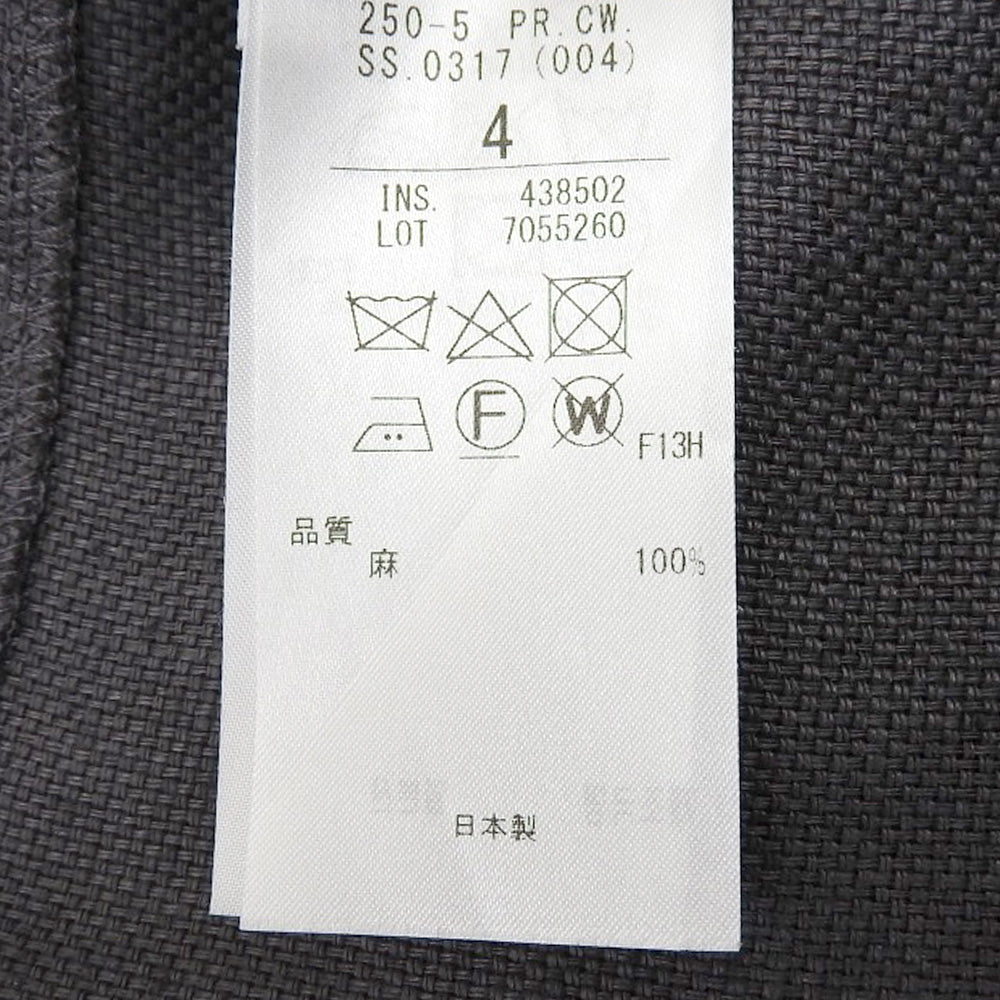 250-5 PR.CW.
SS.0317(004)
4
INS. 438502
LOT 7055260
F W F13H
品質
麻 100%
日本製